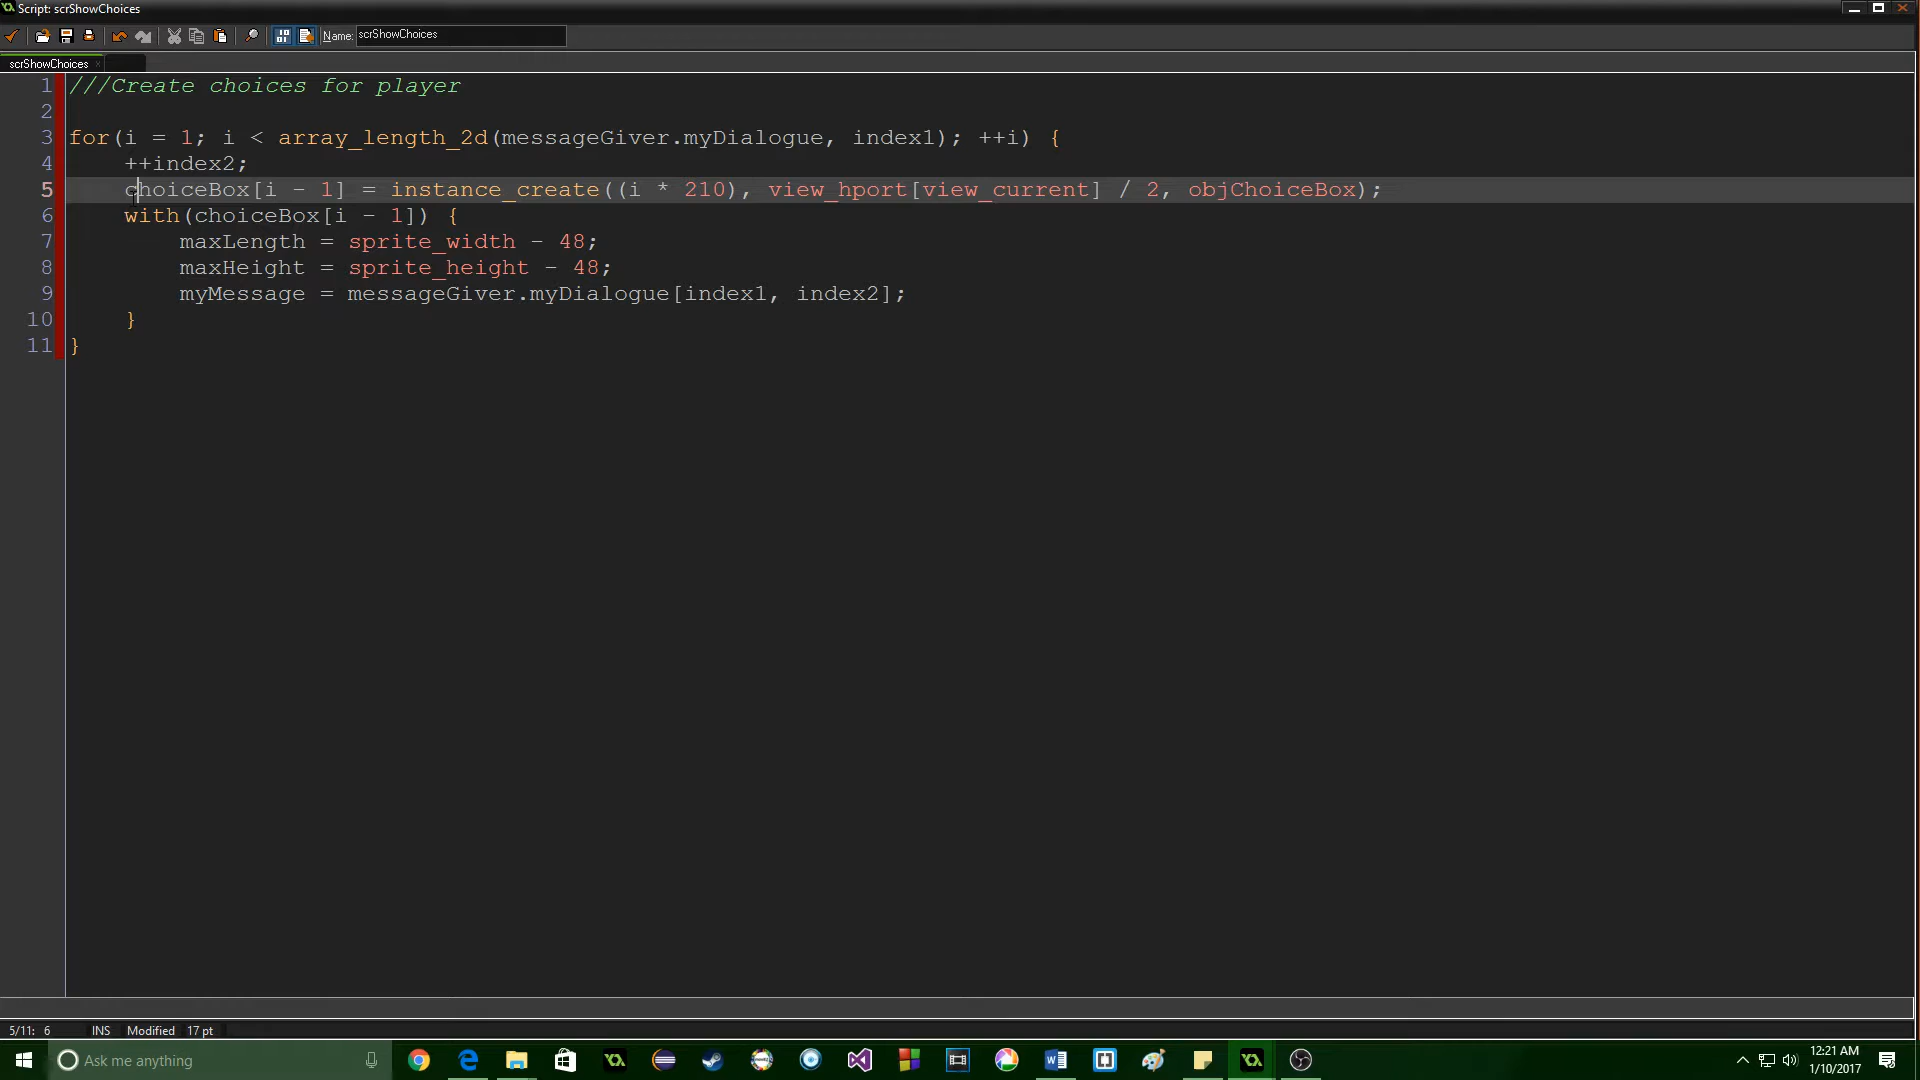 Script: scrShowChoices
Name: scrShowChoices
scrShowChoices
1 ///Create choices for player
2
3 for(i = 1; i < array_length_2d(messageGiver.myDialogue, index1); ++i) {
4 ++index2;
5 choiceBox[i - 1] = instance_create((i * 210), view_hport[view_current] / 2, objChoiceBox);
6 with(choiceBox[i - 1]) {
7 maxLength = sprite_width - 48;
8 maxHeight = sprite_height - 48;
9 myMessage = messageGiver.myDialogue[index1, index2];
10 }
11 }
5/11: 6 INS Modified 17 pt
Ask me anything
12:21 AM
1/10/2017